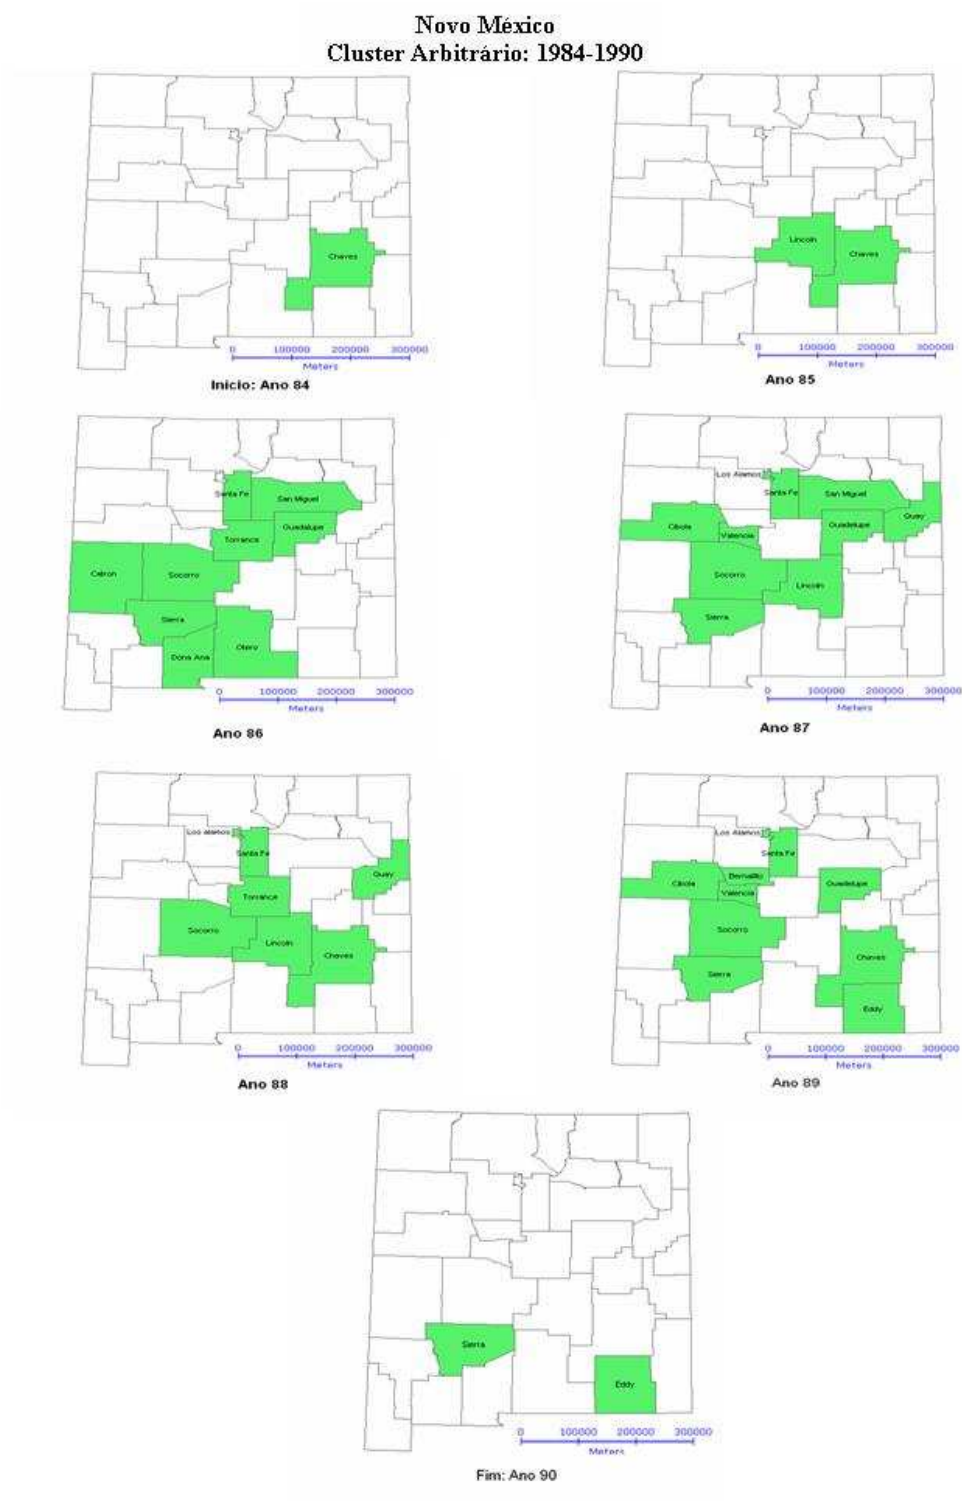 Novo México
Cluster Arbitrário: 1984-1990
Chaves
0 100000 200000 300000
Meters
Inicio: Ano 84
Lincoln
Chaves
0 100000 200000 300000
Meters
Ano 85
Santa Fe
San Miguel
Guadalupe
Torrance
Catron
Socorro
Sierra
Otero
Dona Ana
0 100000 200000 300000
Meters
Ano 86
Los Alamos
Santa Fe
San Miguel
Quay
Cibola
Guadalupe
Valencia
Socorro
Lincoln
Sierra
0 100000 200000 300000
Meters
Ano 87
Los Alamos
Santa Fe
Quay
Torrance
Socorro
Lincoln
Chaves
0 100000 200000 300000
Meters
Ano 88
Los Alamos
Santa Fe
Bernalillo
Cibola
Guadalupe
Valencia
Socorro
Chaves
Sierra
Eddy
0 100000 200000 300000
Meters
Ano 89
Sierra
Eddy
0 100000 200000 300000
Meters
Fim: Ano 90